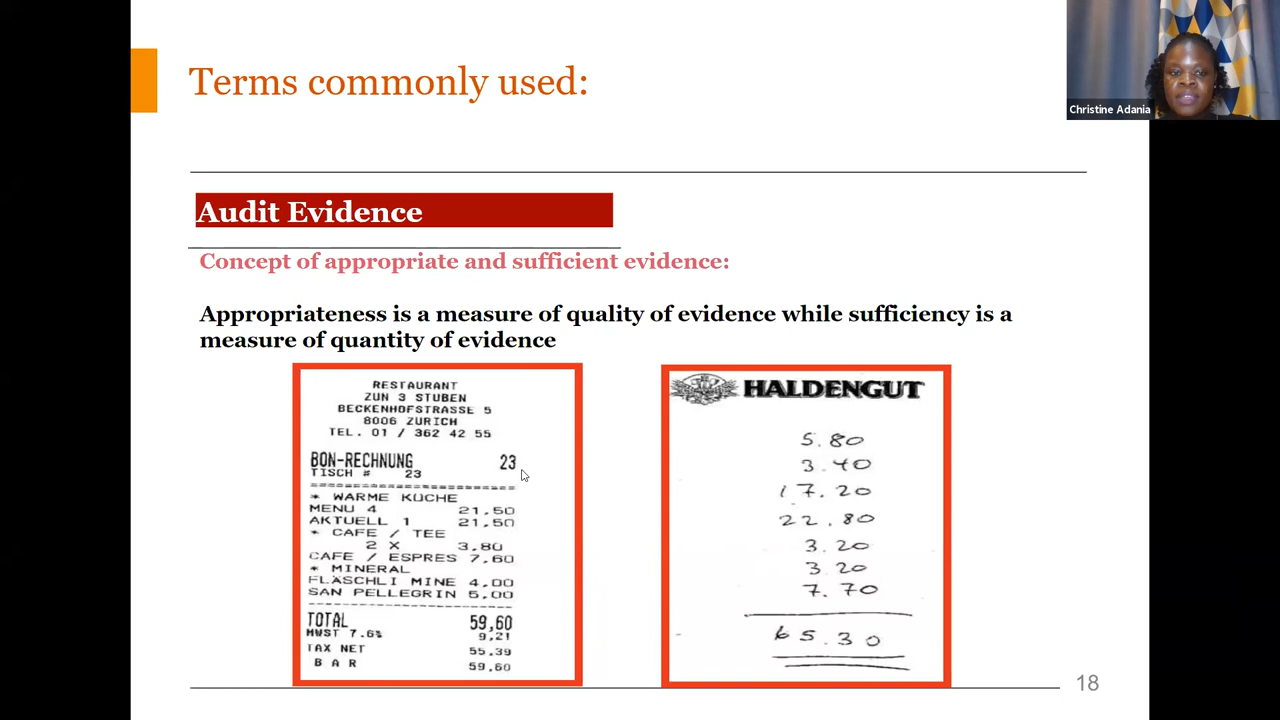 Terms commonly used:
Christine Adania
Audit Evidence
Concept of appropriate and sufficient evidence:
Appropriateness is a measure of quality of evidence while sufficiency is a
measure of quantity of evidence
RESTAURANT
ZUN 3 STUBEN
BECKENHOFSTRASSE 5
8006 ZURICH
TEL. 01 / 362 42 55
BON-RECHNUNG 23
TISCH # 23
* WARME KUCHE
MENU 4 21,50
AKTUELL 1 21,50
* CAFE / TEE
2 X 3,80
CAFE / ESPRES 7,60
* MINERAL
FLÄSCHLI MINE 4,00
SAN PELLEGRIN 5,00
TOTAL 59,60
MWST 7.6% 9,21
TAX NET 55,39
BAR 59,60
HALDENGUT
5.80
3.40
17.20
22.80
3.20
3.20
7.70
65.30
18